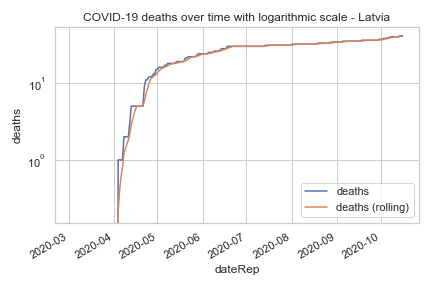 COVID-19 deaths over time with logarithmic scale - Latvia
deaths
10¹
10⁰
deaths
deaths (rolling)
2020-03
2020-04
2020-05
2020-06
2020-07
2020-08
2020-09
2020-10
dateRep